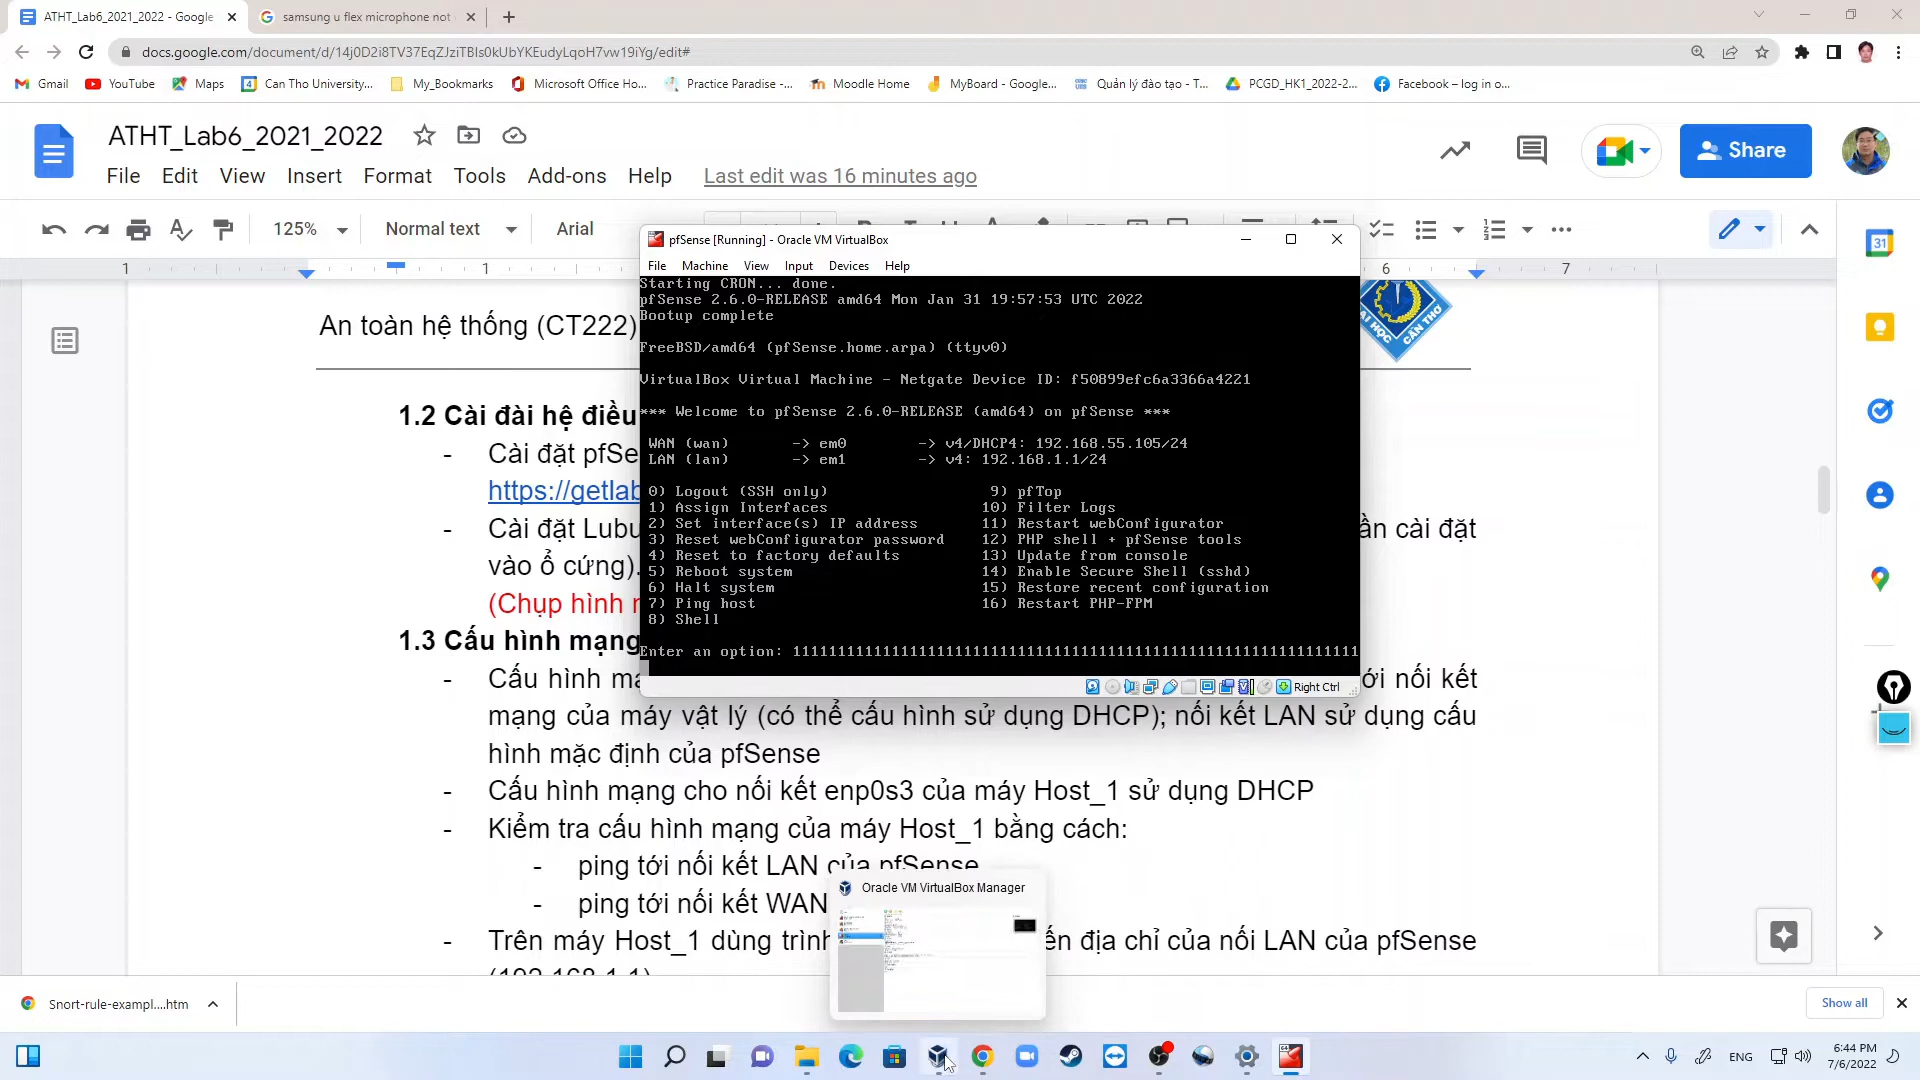 ATHT_Lab6_2021_2022 - Google
samsung u flex microphone not
docs.google.com/document/d/14j0D2i8TV37EqZJziTBIs0kUbYKEudyLqoH7vw19iYg/edit#
Gmail
YouTube
Maps
Can Tho University...
My_Bookmarks
Microsoft Office Ho...
Practice Paradise -...
Moodle Home
MyBoard - Google...
Quản lý đào tạo - T...
PCGD_HK1_2022-2...
Facebook – log in o...
ATHT_Lab6_2021_2022
Share
File Edit View Insert Format Tools Add-ons Help
Last edit was 16 minutes ago
125%
Normal text
Arial
1 1 6 7
An toàn hệ thống (CT222)
1.2 Cài đài hệ điều
- Cài đặt pfSe
https://getlab
- Cài đặt Lubu
ần cài đặt
vào ổ cứng).
(Chụp hình
1.3 Cấu hình mạng
- Cấu hình
ới nối kết
mạng của máy vật lý (có thể cấu hình sử dụng DHCP); nối kết LAN sử dụng cấu
hình mặc định của pfSense
- Cấu hình mạng cho nối kết enp0s3 của máy Host_1 sử dụng DHCP
- Kiểm tra cấu hình mạng của máy Host_1 bằng cách:
- ping tới nối kết LAN của pfSense
- ping tới nối kết WAN
- Trên máy Host_1 dùng trình
ến địa chỉ của nối LAN của pfSense
(192.168.1.1)
pfSense [Running] - Oracle VM VirtualBox
File Machine View Input Devices Help
Starting CRON... done.
pfSense 2.6.0-RELEASE amd64 Mon Jan 31 19:57:53 UTC 2022
Bootup complete
FreeBSD/amd64 (pfSense.home.arpa) (ttyv0)
VirtualBox Virtual Machine - Netgate Device ID: f50899efc6a3366a4221
*** Welcome to pfSense 2.6.0-RELEASE (amd64) on pfSense ***
WAN (wan) -> em0 -> v4/DHCP4: 192.168.55.105/24
LAN (lan) -> em1 -> v4: 192.168.1.1/24
0) Logout (SSH only) 9) pfTop
1) Assign Interfaces 10) Filter Logs
2) Set interface(s) IP address 11) Restart webConfigurator
3) Reset webConfigurator password 12) PHP shell + pfSense tools
4) Reset to factory defaults 13) Update from console
5) Reboot system 14) Enable Secure Shell (sshd)
6) Halt system 15) Restore recent configuration
7) Ping host 16) Restart PHP-FPM
8) Shell
Enter an option: 111111111111111111111111111111111111111111111111111111111111111
Right Ctrl
Oracle VM VirtualBox Manager
Snort-rule-exampl....htm
Show all
ENG
6:44 PM
7/6/2022